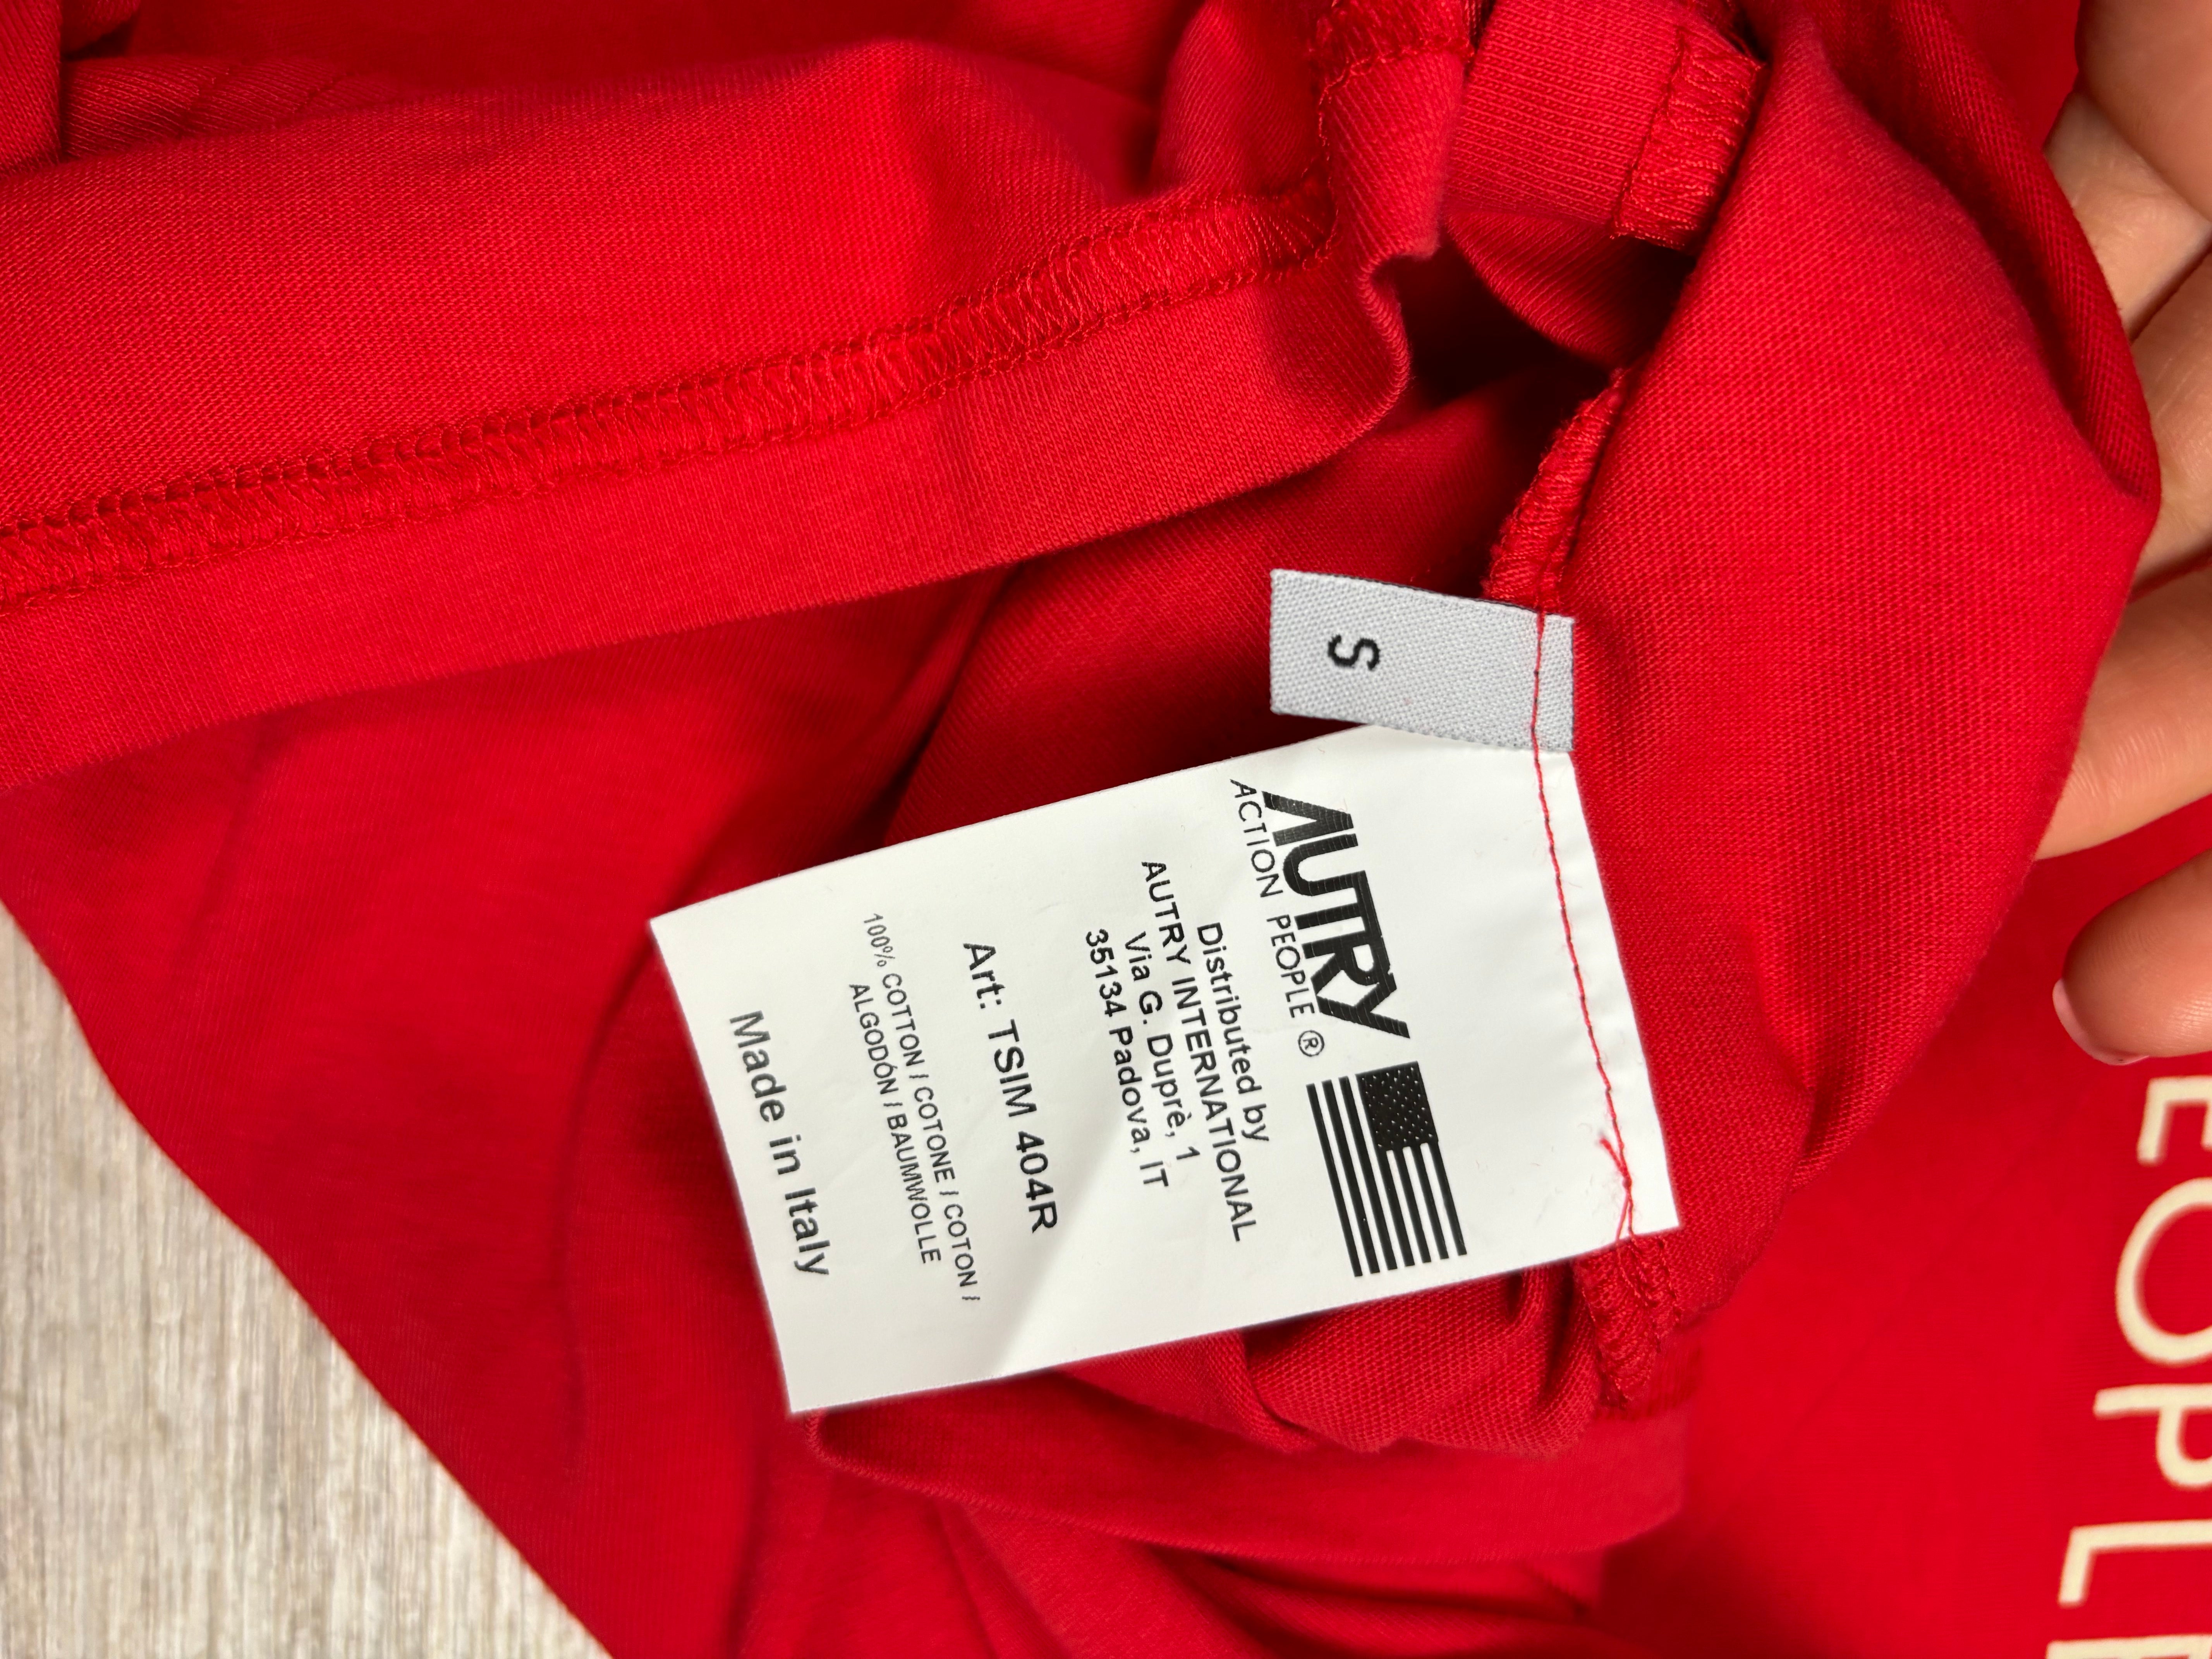 S
AUTRY
ACTION PEOPLE ®
Distributed by
AUTRY INTERNATIONAL
Via G. Duprè, 1
35134 Padova, IT
Art: TSIM 404R
100% COTTON / COTONE / COTON /
ALGODÓN / BAUMWOLLE
Made in Italy
EOPLE